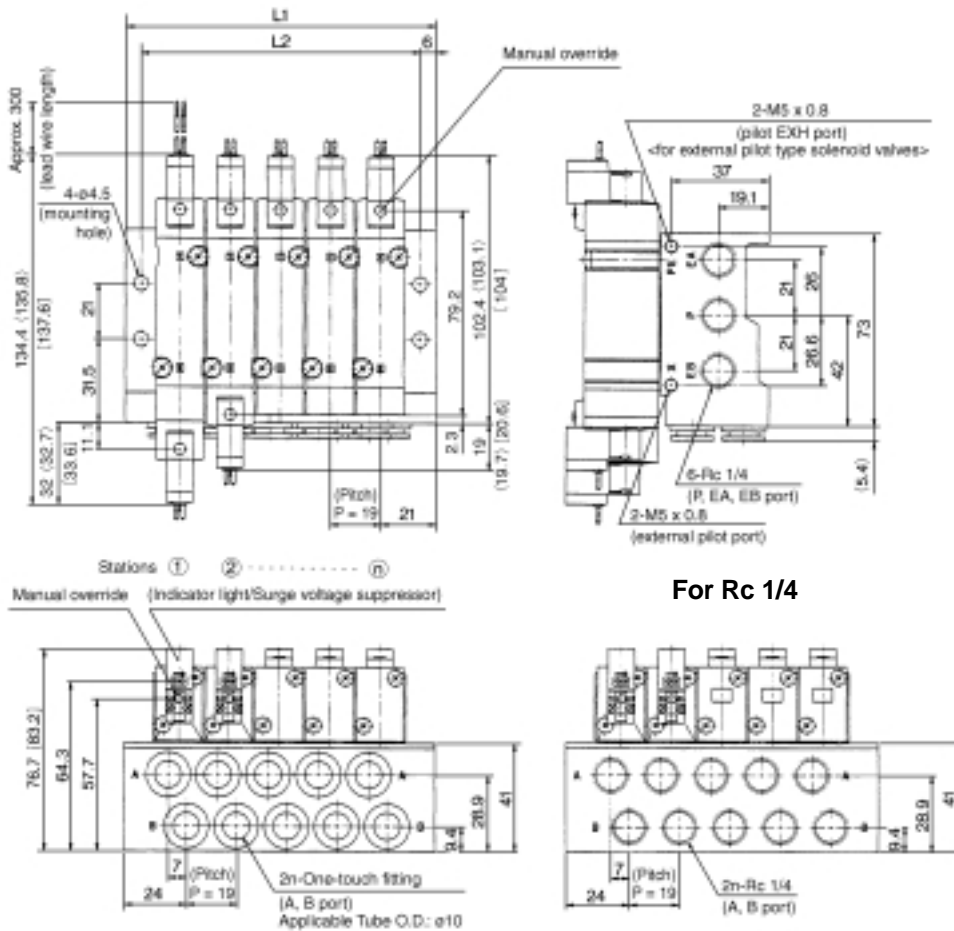 L1
L2
6
Manual override
Approx. 300
(lead wire length)
2-M5 x 0.8
(pilot EXH port)
<for external pilot type solenoid valves>
37
19.1
4-ø4.5
(mounting
hole)
134.4 (135.8)
[137.6]
21
31.5
11.1
32 (32.7)
[33.6]
79.2
102.4 (103.1)
[104]
2.3
19
(19.7) [20.6]
(Pitch)
P = 19
21
PE
EA
P
X
EB
21
21
26
26.6
42
73
(5.4)
6-Rc 1/4
(P, EA, EB port)
2-M5 x 0.8
(external pilot port)
Stations ① ② ⓝ
Manual override
(Indicator light/Surge voltage suppressor)
For Rc 1/4
76.7 [83.2]
64.3
57.7
A
A
B
B
9.4
28.9
41
7
24
(Pitch)
P = 19
2n-One-touch fitting
(A, B port)
Applicable Tube O.D.: ø10
A
A
B
B
9.4
28.9
41
7
24
(Pitch)
P = 19
2n-Rc 1/4
(A, B port)